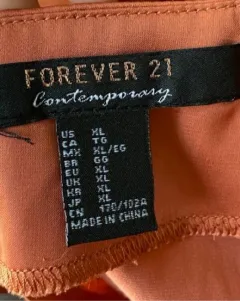 FOREVER 21
Contemporary
US XL
CA TG
MX XL/EG
BR GG
EU XL
UK XL
KR XL
JP XL
CN 170/102A
MADE IN CHINA